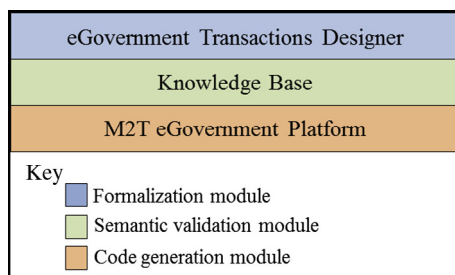 eGovernment Transactions Designer
Knowledge Base
M2T eGovernment Platform
Key
Formalization module
Semantic validation module
Code generation module